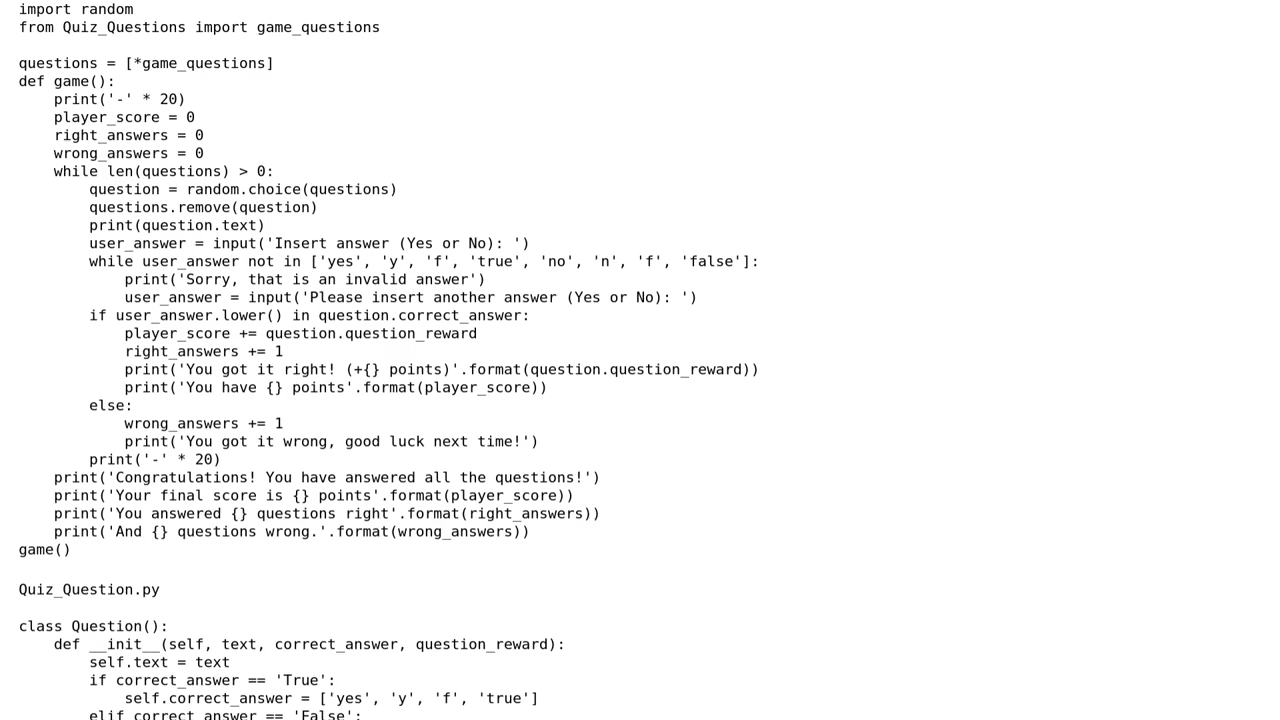 import random
from Quiz_Questions import game_questions

questions = [*game_questions]
def game():
    print('-' * 20)
    player_score = 0
    right_answers = 0
    wrong_answers = 0
    while len(questions) > 0:
        question = random.choice(questions)
        questions.remove(question)
        print(question.text)
        user_answer = input('Insert answer (Yes or No): ')
        while user_answer not in ['yes', 'y', 'f', 'true', 'no', 'n', 'f', 'false']:
            print('Sorry, that is an invalid answer')
            user_answer = input('Please insert another answer (Yes or No): ')
        if user_answer.lower() in question.correct_answer:
            player_score += question.question_reward
            right_answers += 1
            print('You got it right! (+{} points)'.format(question.question_reward))
            print('You have {} points'.format(player_score))
        else:
            wrong_answers += 1
            print('You got it wrong, good luck next time!')
        print('-' * 20)
    print('Congratulations! You have answered all the questions!')
    print('Your final score is {} points'.format(player_score))
    print('You answered {} questions right'.format(right_answers))
    print('And {} questions wrong.'.format(wrong_answers))
game()

Quiz_Question.py

class Question():
    def __init__(self, text, correct_answer, question_reward):
        self.text = text
        if correct_answer == 'True':
            self.correct_answer = ['yes', 'y', 'f', 'true']
        elif correct_answer == 'False':